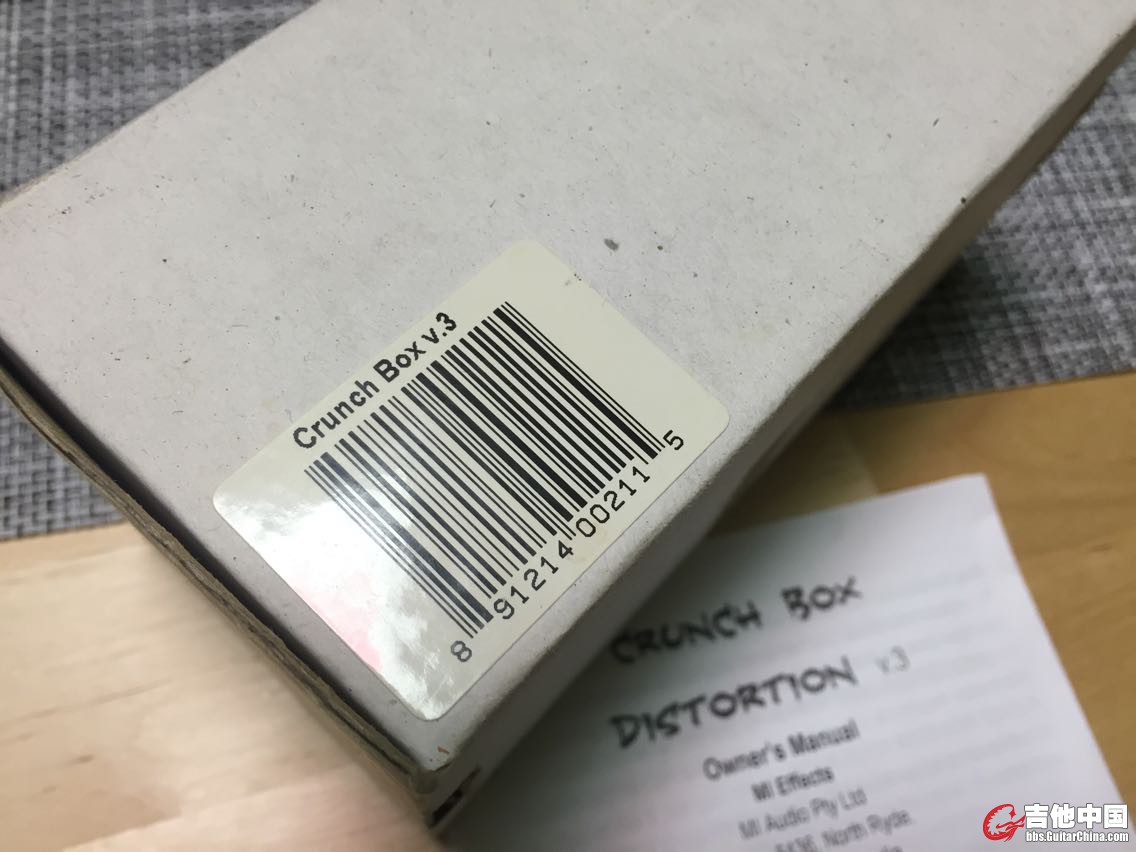 Crunch Box v.3
8 91214 00211 5
CRUNCH BOX
DISTORTION v.3
Owner's Manual
MI Effects
MI Audio Pty Ltd
North Ryde,
吉他中国
bbs.GuitarChina.com